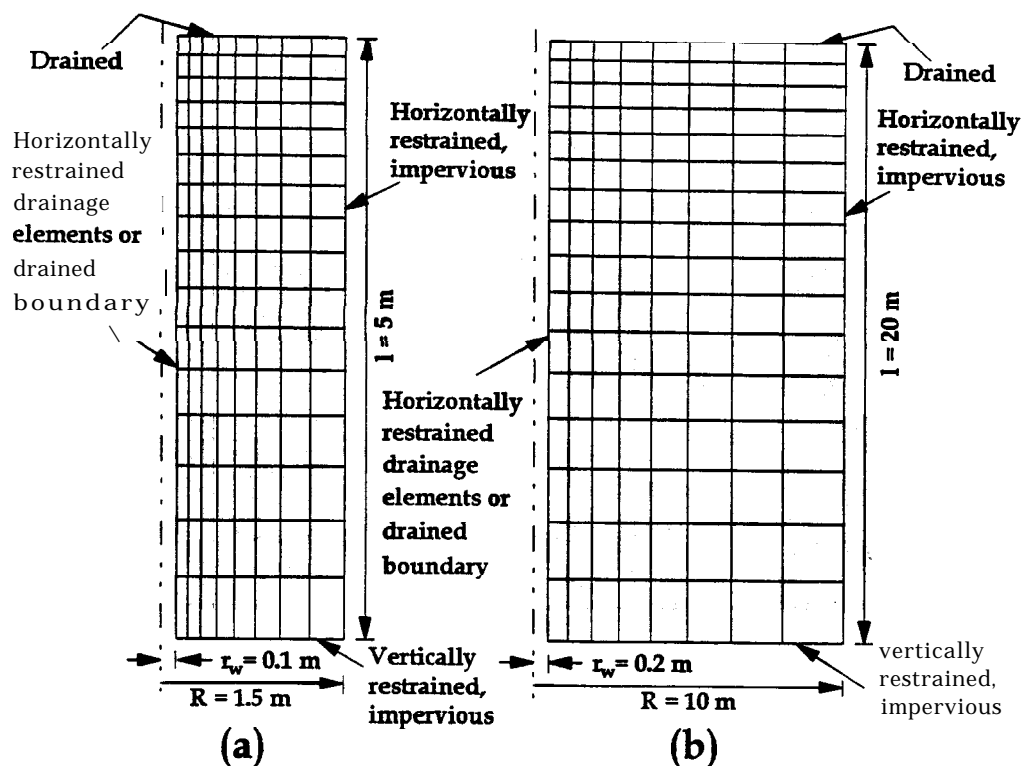 Drained
Horizontally
restrained,
impervious
Horizontally
restrained
drainage
elements or
drained
boundary
l = 5 m
r_w = 0.1 m
R = 1.5 m
Vertically
restrained,
impervious
(a)
Drained
Horizontally
restrained,
impervious
Horizontally
restrained
drainage
elements or
drained
boundary
l = 20 m
r_w = 0.2 m
R = 10 m
vertically
restrained,
impervious
(b)